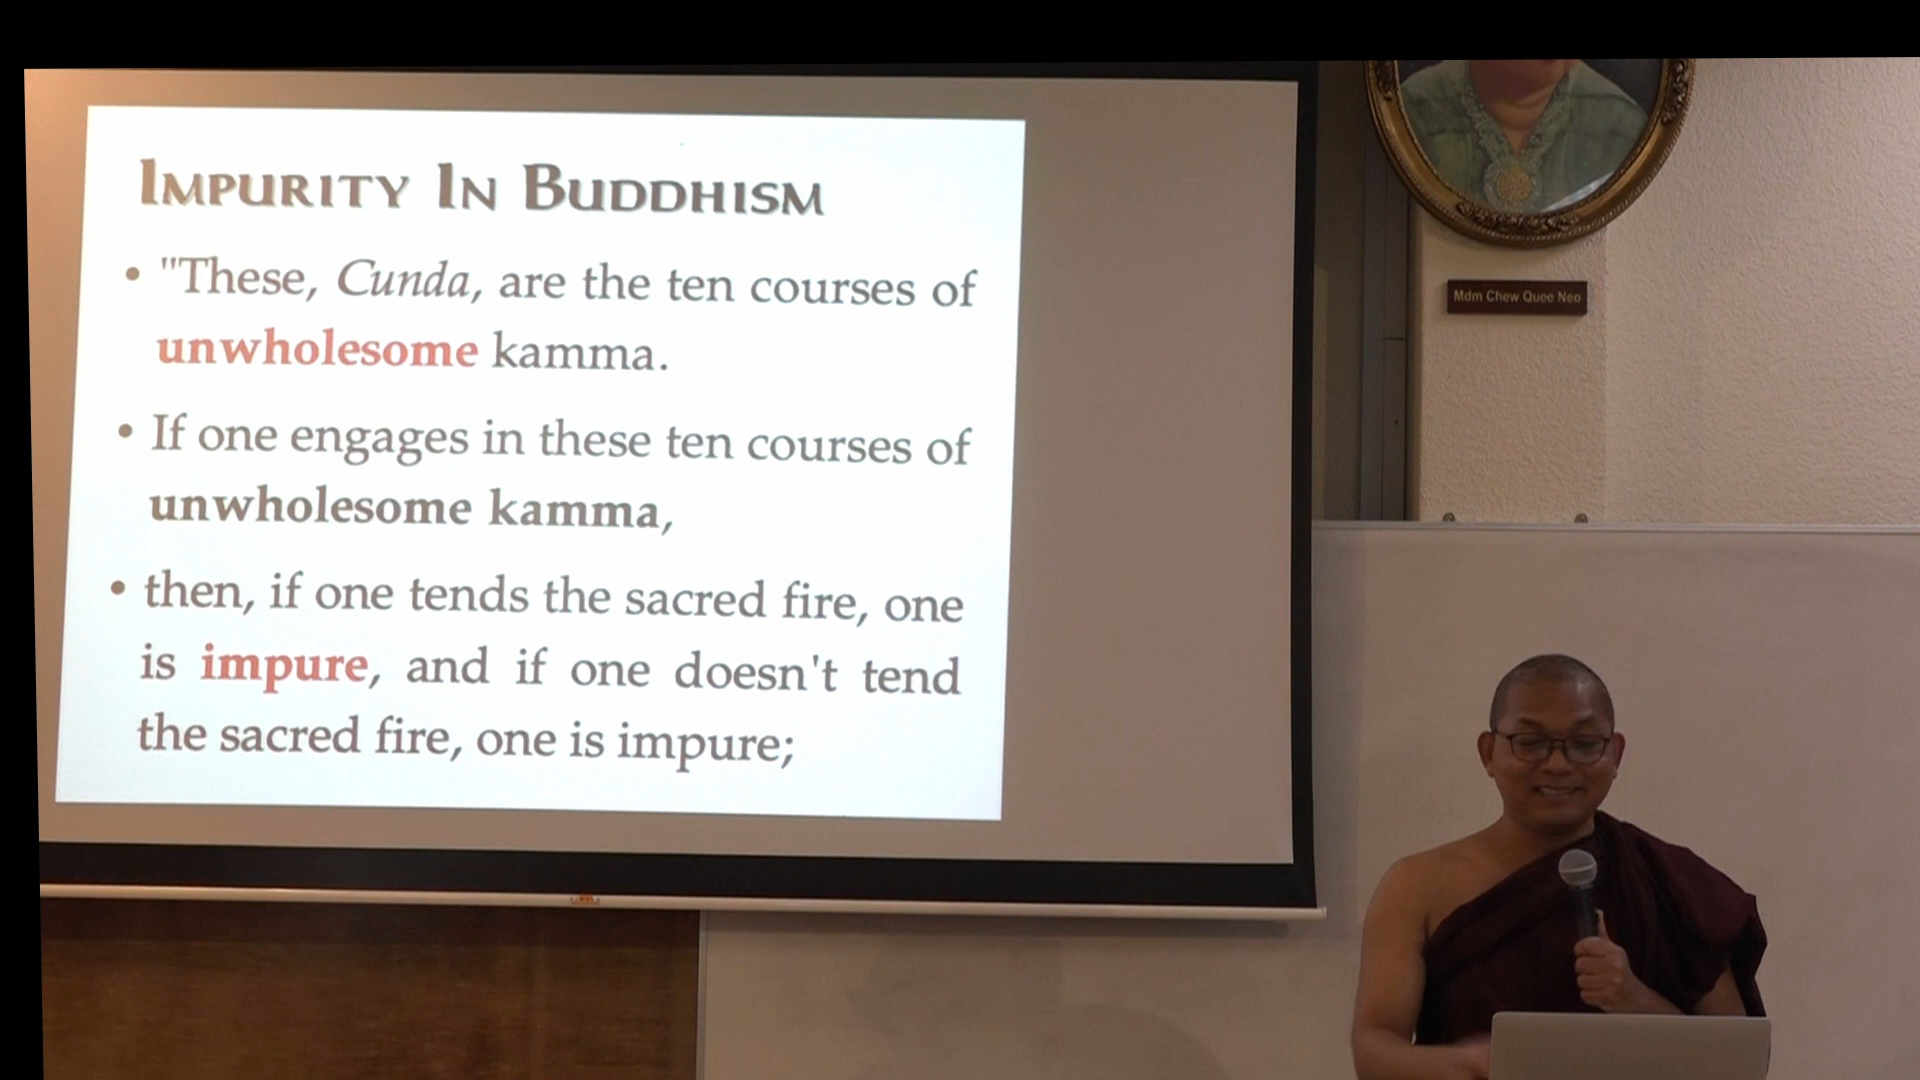 IMPURITY IN BUDDHISM
• "These, Cunda, are the ten courses of
unwholesome kamma.
• If one engages in these ten courses of
unwholesome kamma,
• then, if one tends the sacred fire, one
is impure, and if one doesn't tend
the sacred fire, one is impure;
Mdm Chew Quee Neo